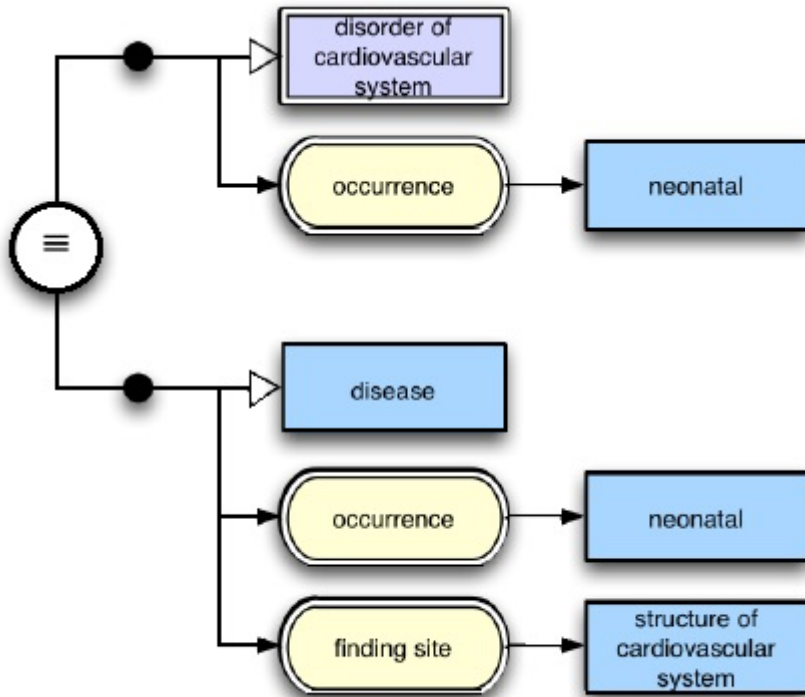 disorder of
cardiovascular
system
occurrence
neonatal
≡
disease
occurrence
neonatal
finding site
structure of
cardiovascular
system